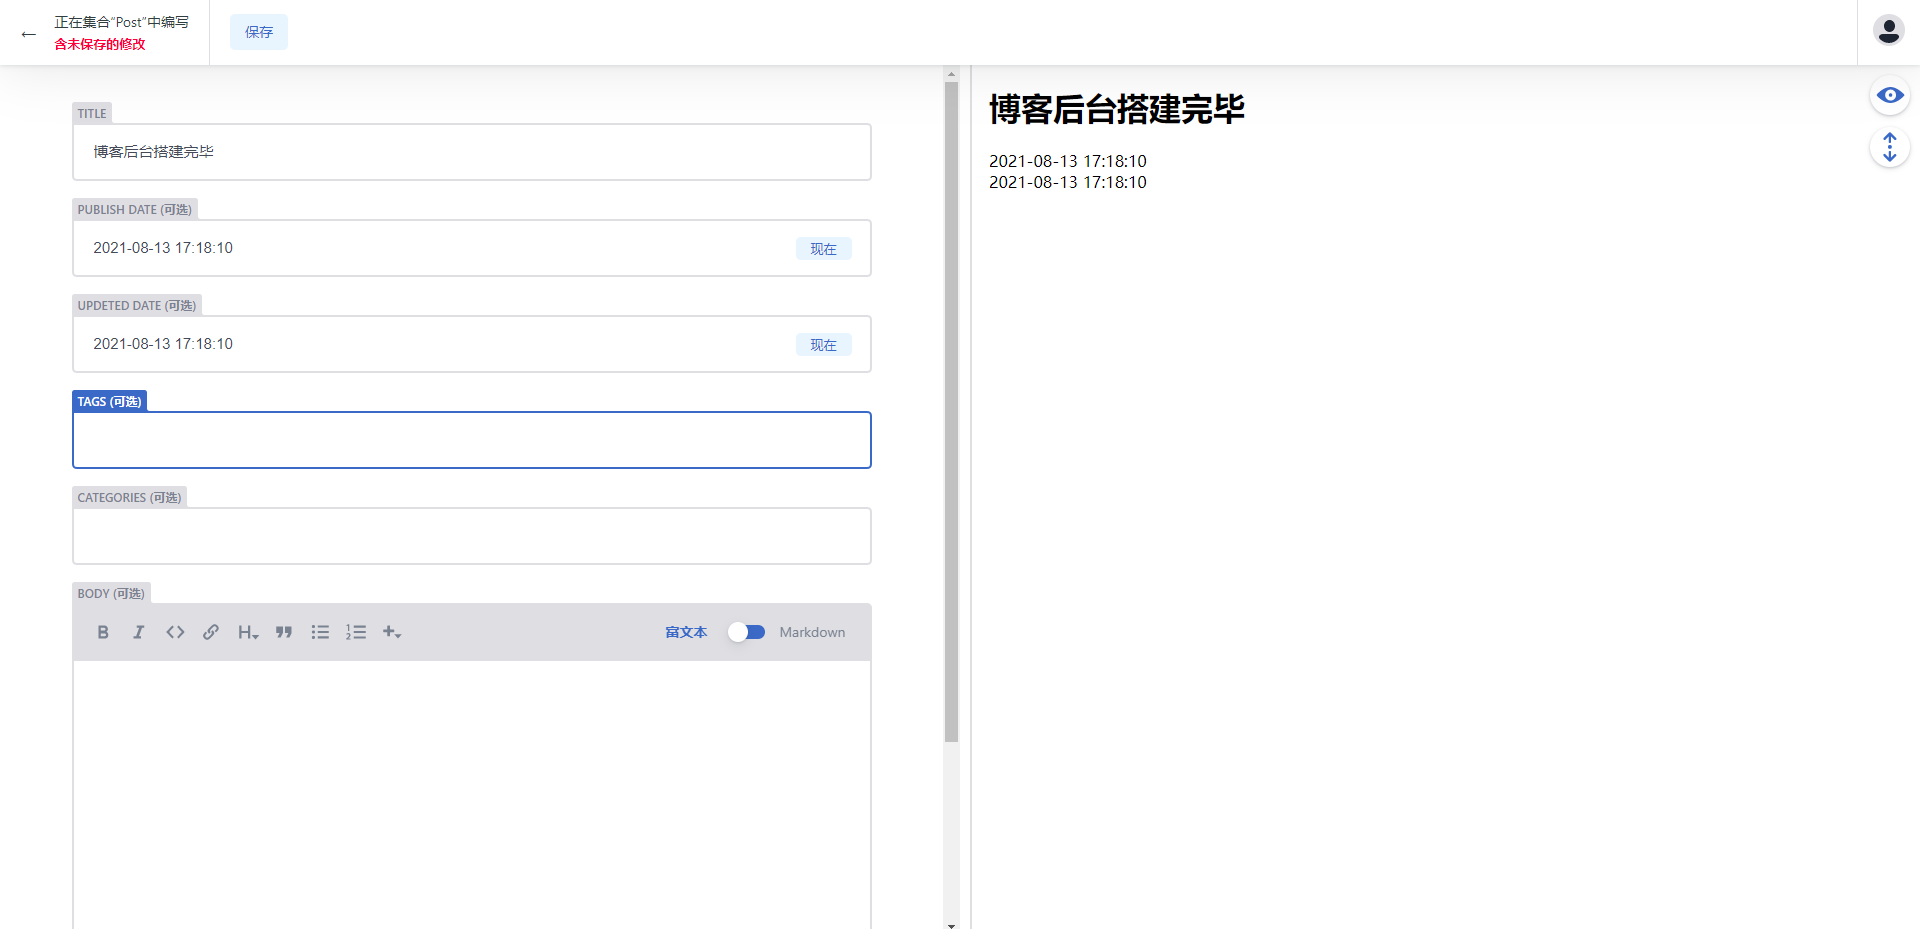 正在集合“Post”中编写
含未保存的修改
保存
TITLE
博客后台搭建完毕
PUBLISH DATE (可选)
2021-08-13 17:18:10
现在
UPDETED DATE (可选)
2021-08-13 17:18:10
现在
TAGS (可选)
CATEGORIES (可选)
BODY (可选)
富文本
Markdown
博客后台搭建完毕
2021-08-13 17:18:10
2021-08-13 17:18:10